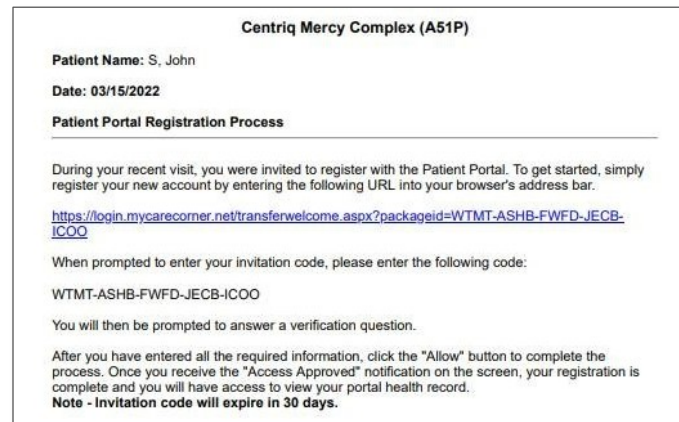 Centriq Mercy Complex (A51P)
Patient Name: S, John
Date: 03/15/2022
Patient Portal Registration Process
During your recent visit, you were invited to register with the Patient Portal. To get started, simply
register your new account by entering the following URL into your browser's address bar.
https://login.mycarecorner.net/transferwelcome.aspx?packageid=WTMT-ASHB-FWFD-JECB-
ICOO
When prompted to enter your invitation code, please enter the following code:
WTMT-ASHB-FWFD-JECB-ICOO
You will then be prompted to answer a verification question.
After you have entered all the required information, click the "Allow" button to complete the
process. Once you receive the "Access Approved" notification on the screen, your registration is
complete and you will have access to view your portal health record.
Note - Invitation code will expire in 30 days.